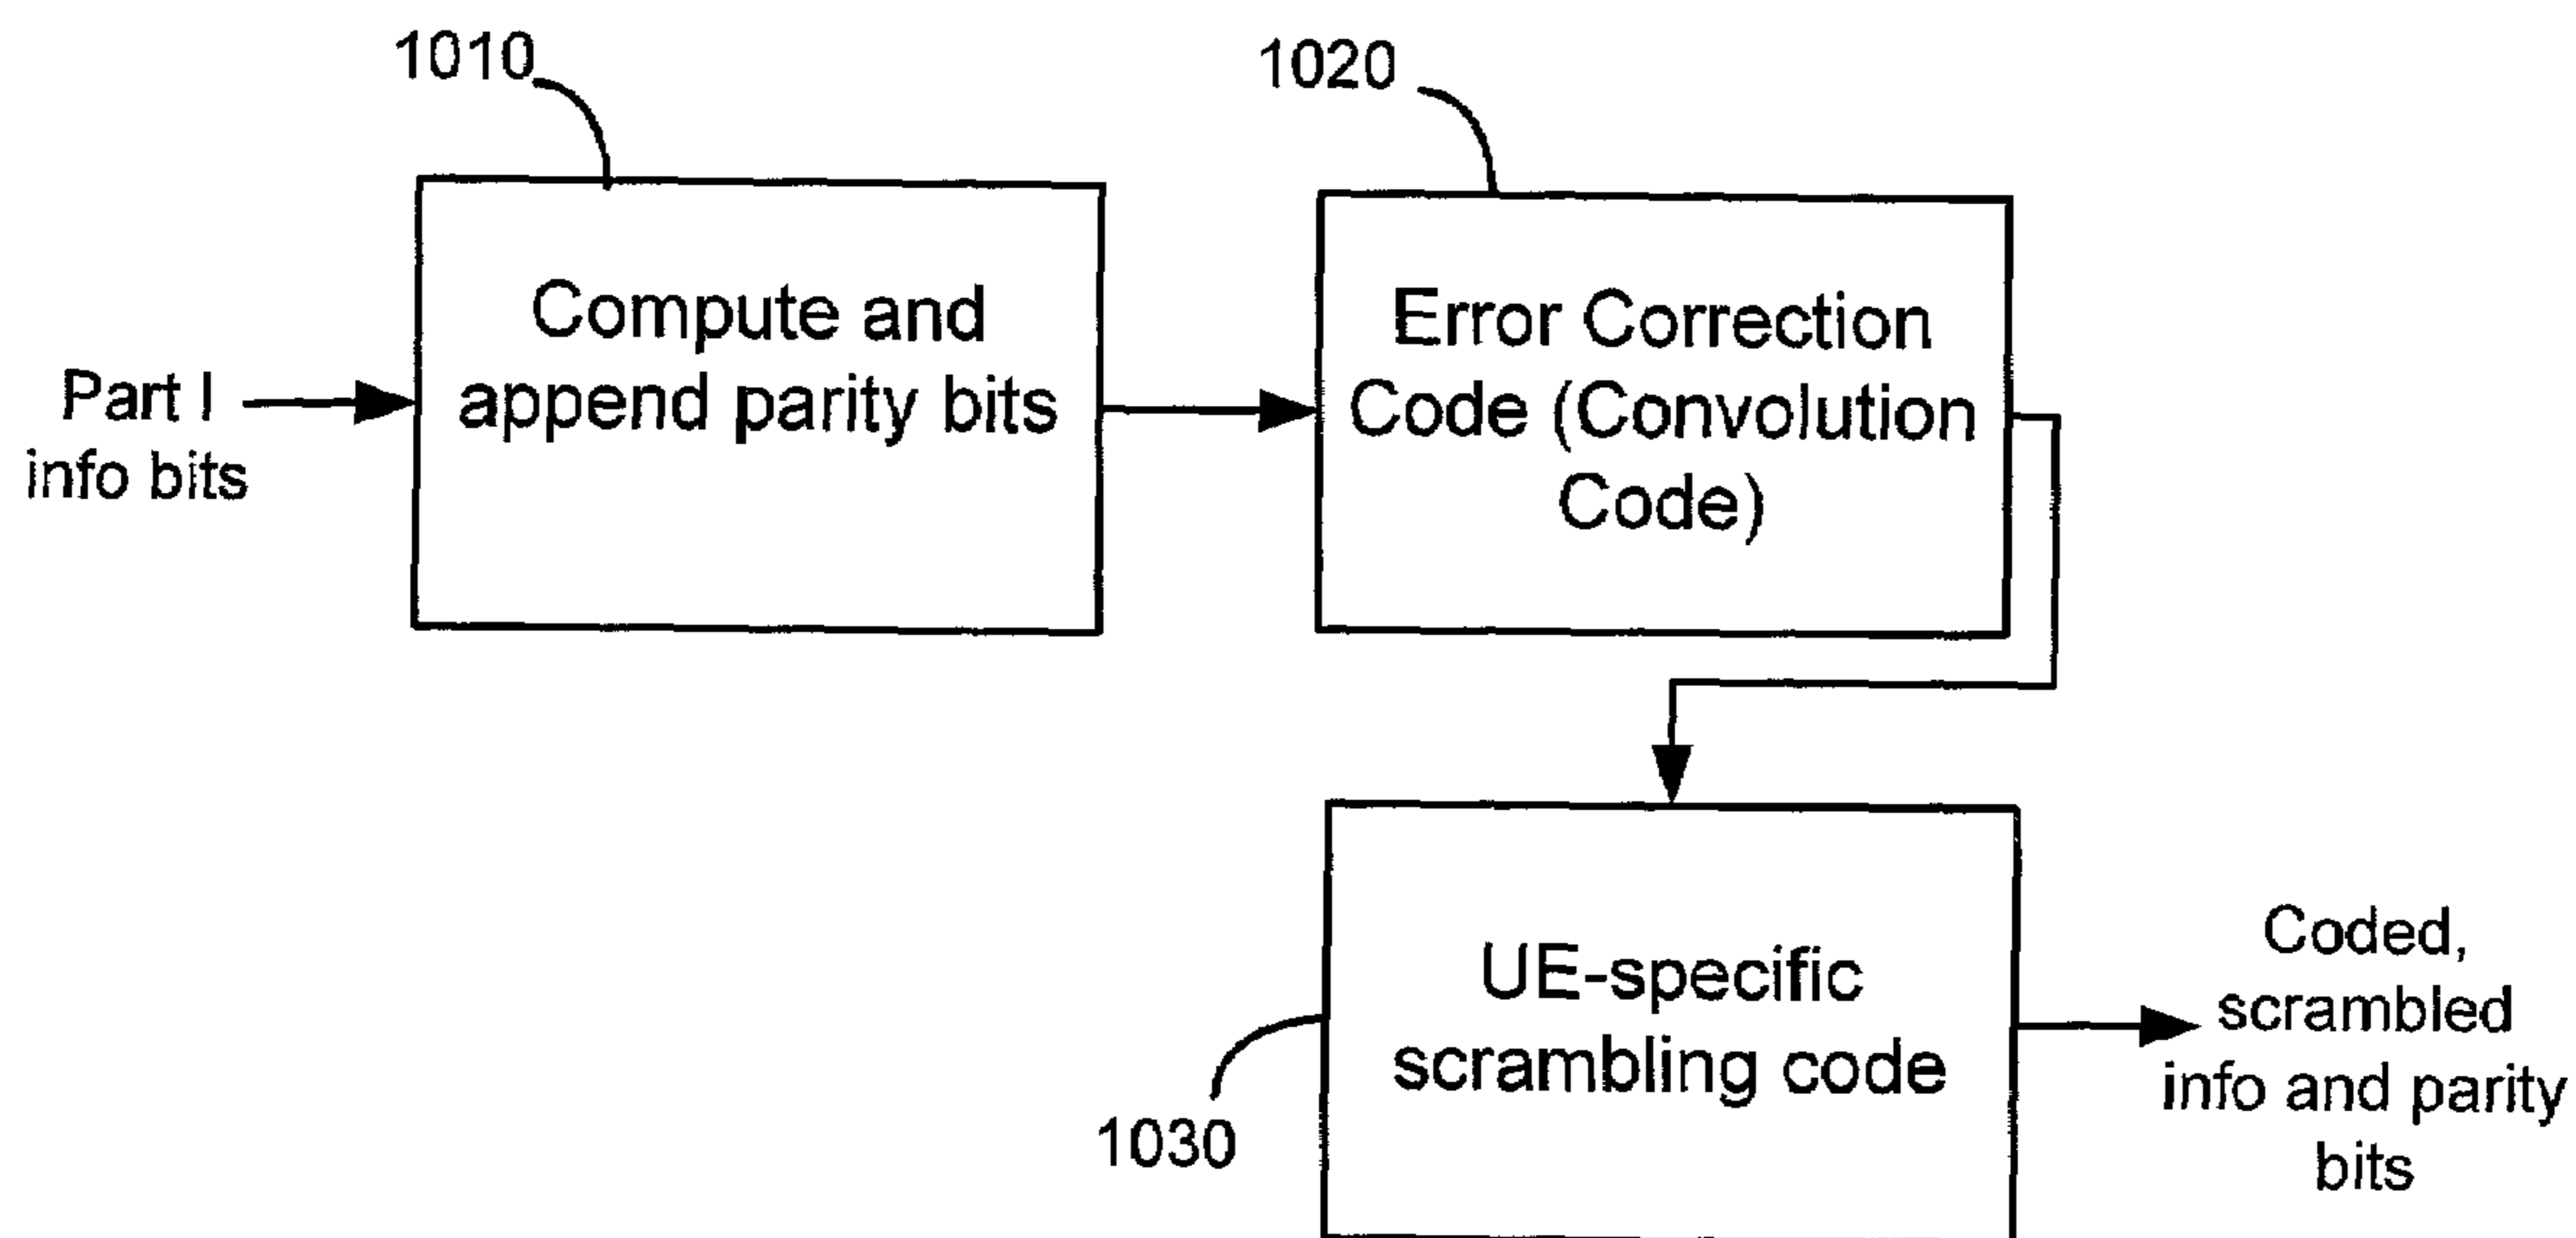 1010
1020
Part I
info bits
Compute and
append parity bits
Error Correction
Code (Convolution
Code)
UE-specific
scrambling code
1030
Coded,
scrambled
info and parity
bits